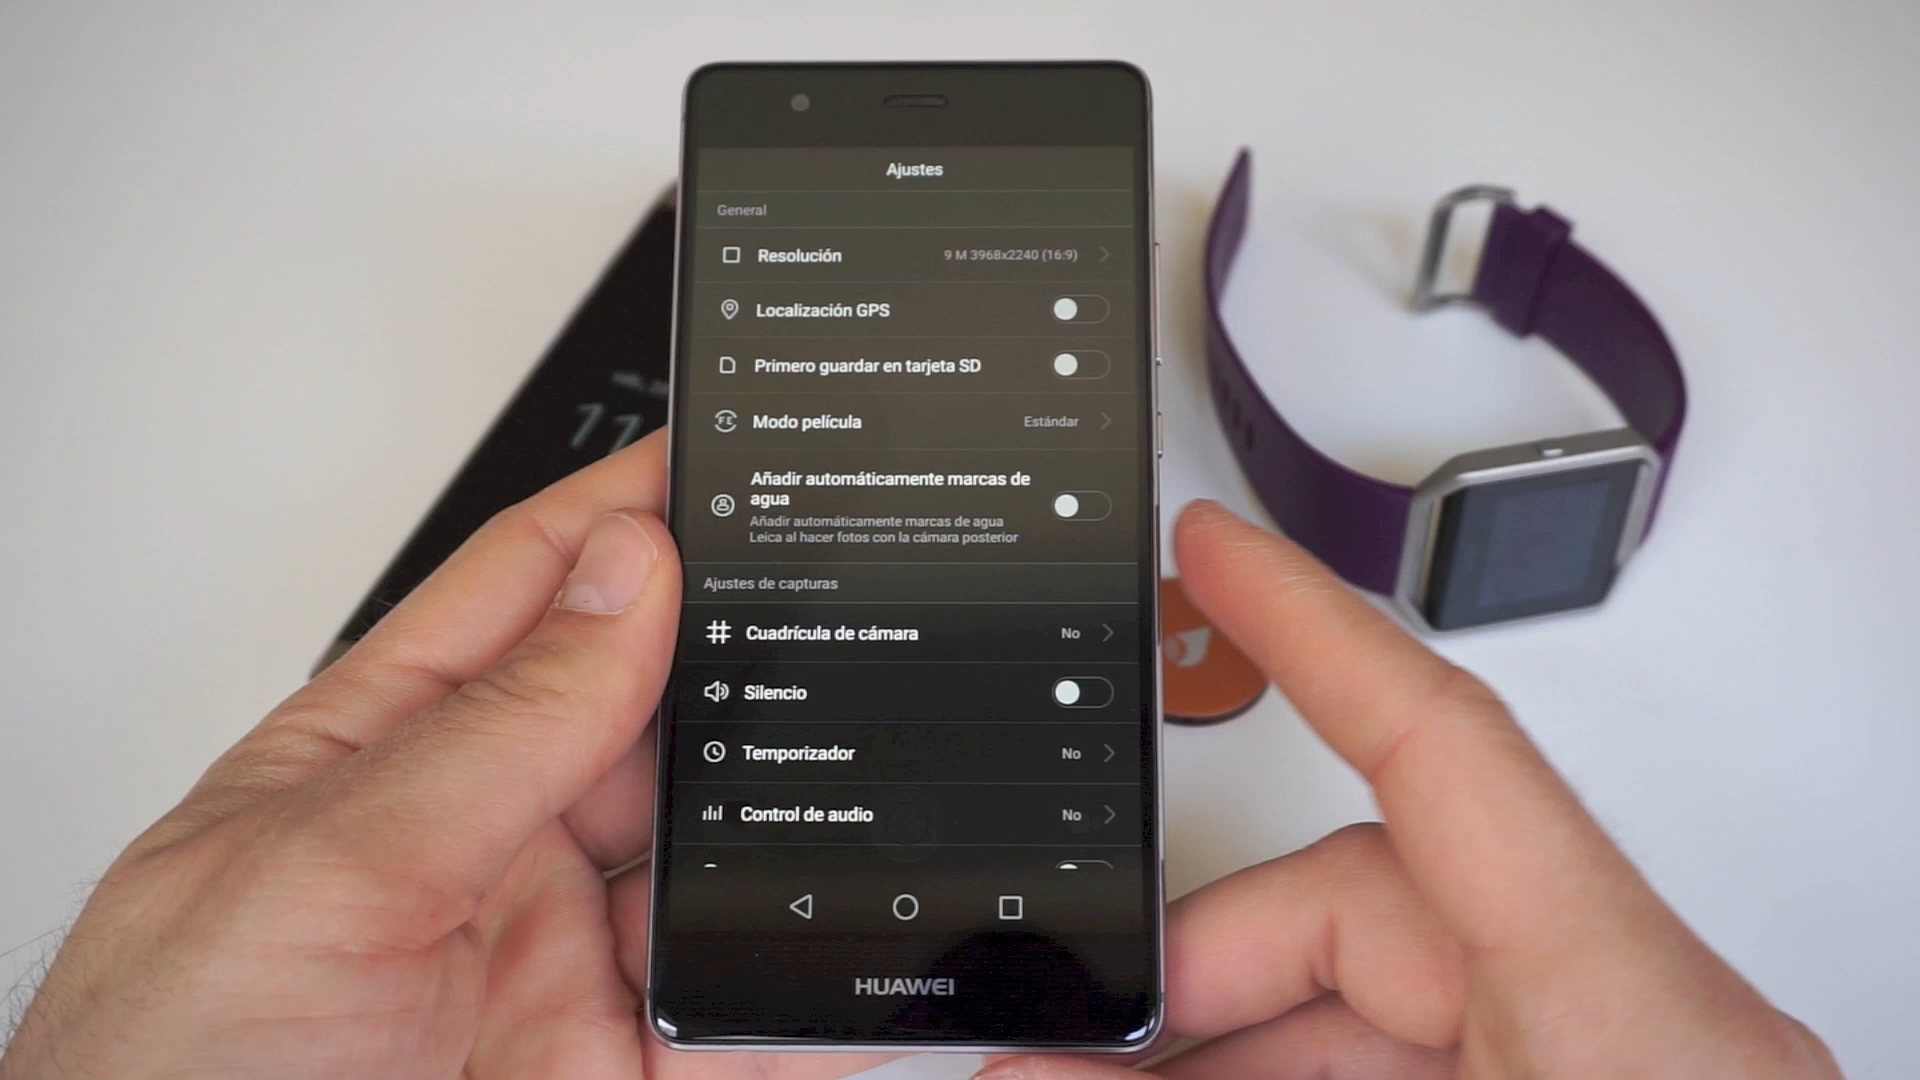 Ajustes
General
Resolución 9 M 3968x2240 (16:9)
Localización GPS
Primero guardar en tarjeta SD
Modo película Estándar
Añadir automáticamente marcas de
agua
Añadir automáticamente marcas de agua
Leica al hacer fotos con la cámara posterior
Ajustes de capturas
Cuadrícula de cámara No
Silencio
Temporizador No
Control de audio No
HUAWEI